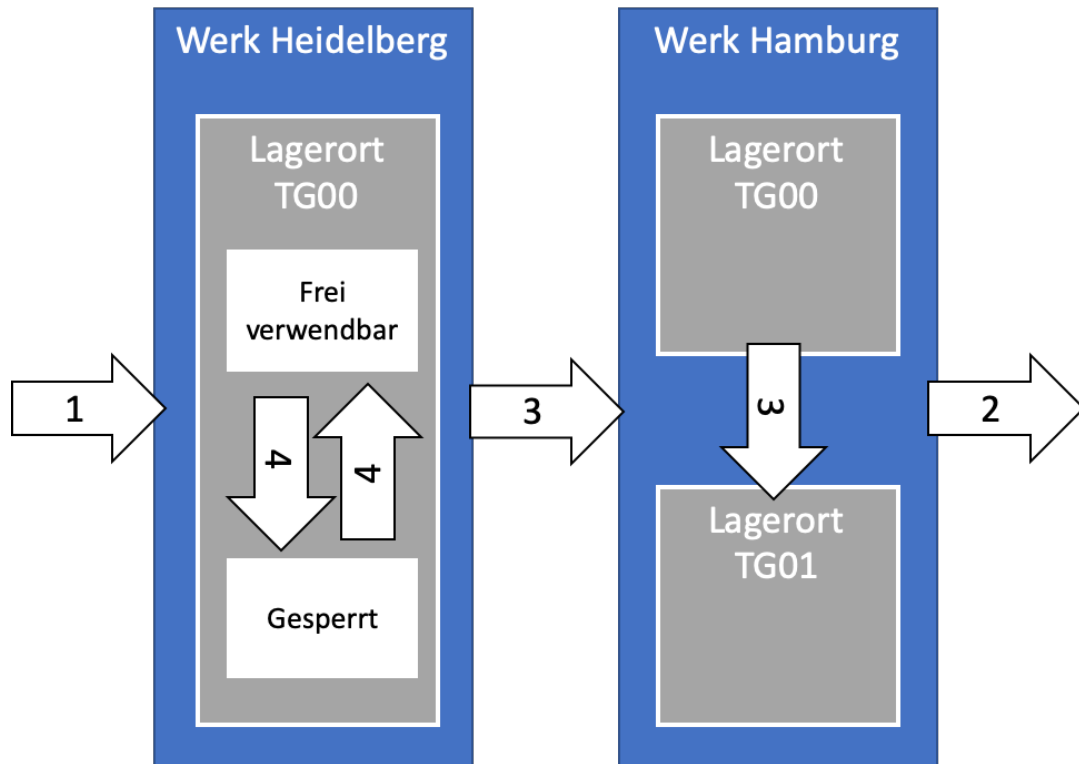 Werk Heidelberg
Lagerort
TG00
Frei
verwendbar
4
4
Gesperrt
1
3
Werk Hamburg
Lagerort
TG00
3
Lagerort
TG01
2